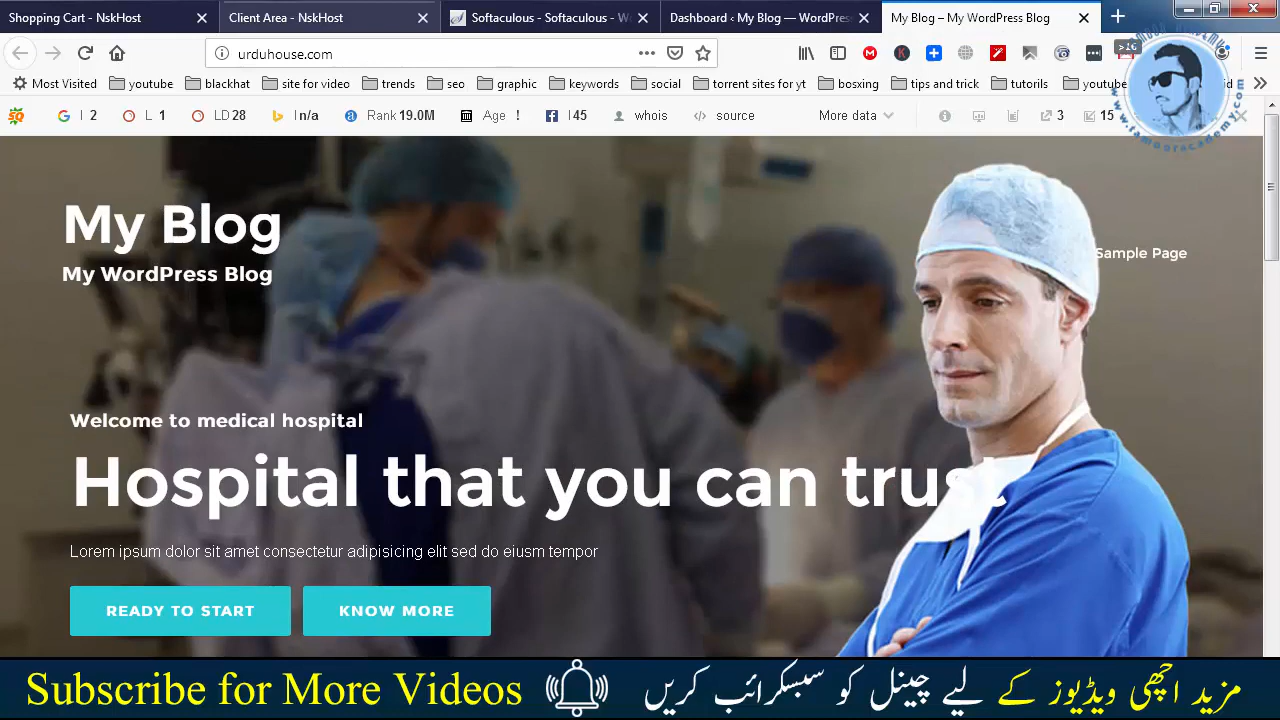 Shopping Cart - NskHost
Client Area - NskHost
Softaculous - Softaculous - W
Dashboard ‹ My Blog — WordPres
My Blog – My WordPress Blog
urduhouse.com
>16
Most Visited
youtube
blackhat
site for video
trends
seo
graphic
keywords
social
torrent sites for yt
boxsing
tips and trick
tutorils
youtube
I 2
L 1
LD 28
I n/a
Rank 19.0M
Age !
I 45
whois
source
More data
3
15
My Blog
Sample Page
My WordPress Blog
Welcome to medical hospital
Hospital that you can trust
Lorem ipsum dolor sit amet consectetur adipisicing elit sed do eiusm tempor
READY TO START
KNOW MORE
Subscribe for More Videos
مزید اچھی ویڈیوز کے لیے چینل کو سبسکرائب کریں